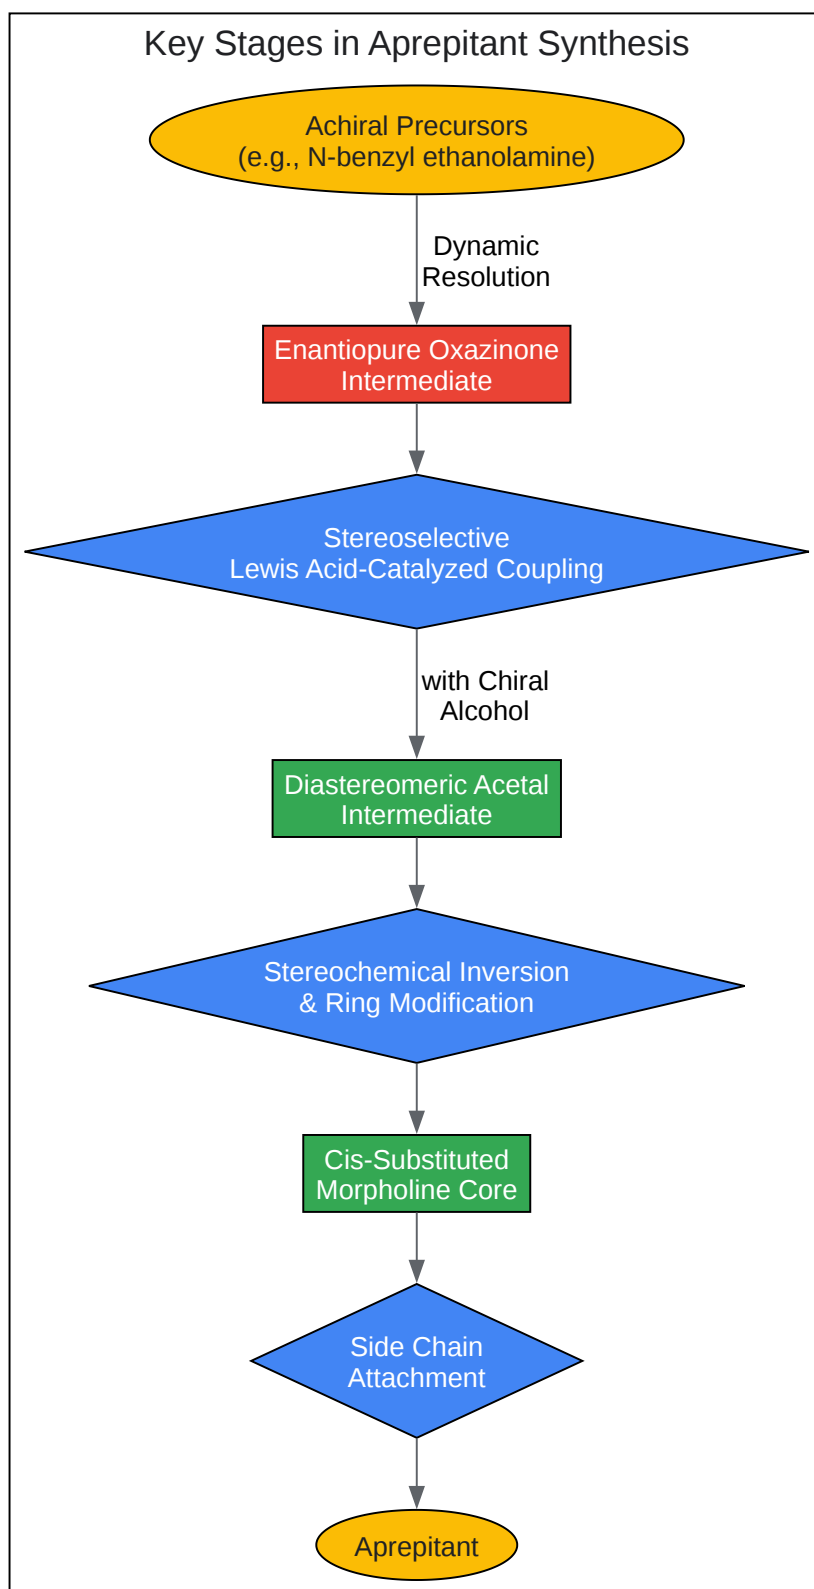 Key Stages in Aprepitant Synthesis
Achiral Precursors
(e.g., N-benzyl ethanolamine)
Dynamic
Resolution
Enantiopure Oxazinone
Intermediate
Stereoselective
Lewis Acid-Catalyzed Coupling
with Chiral
Alcohol
Diastereomeric Acetal
Intermediate
Stereochemical Inversion
& Ring Modification
Cis-Substituted
Morpholine Core
Side Chain
Attachment
Aprepitant